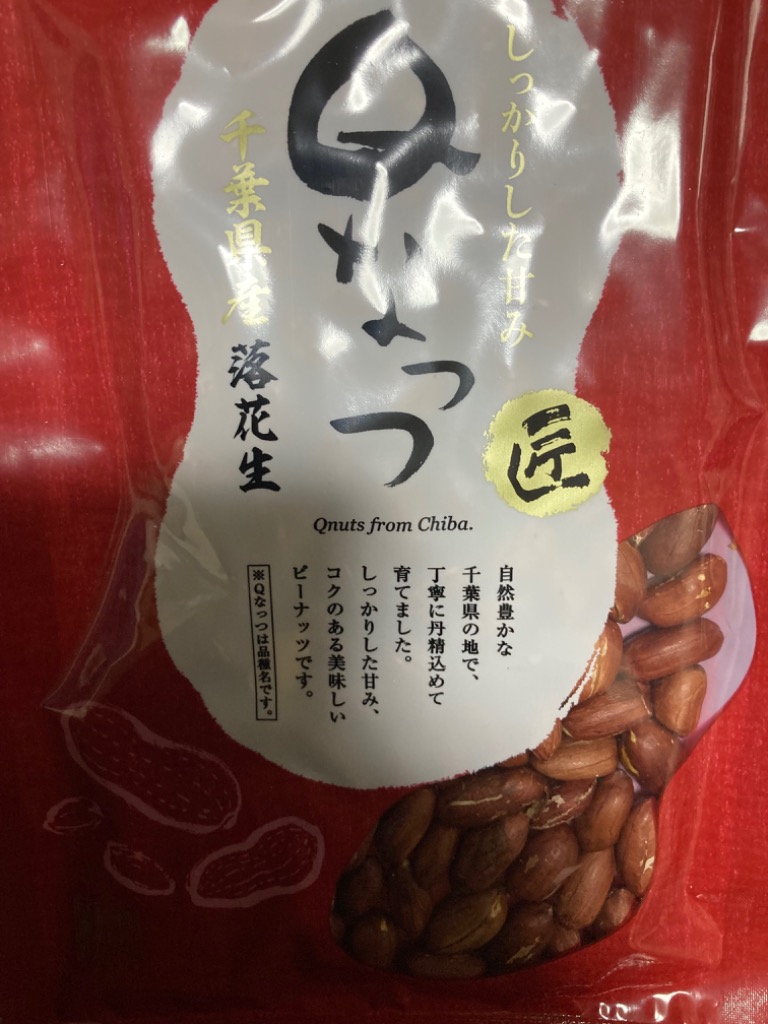 しっかりした甘み
Qなっつ
千葉県産 落花生
匠
Qnuts from Chiba.
自然豊かな
千葉県の地で、
丁寧に丹精込めて
育てました。
しっかりした甘み、
コクのある美味しい
ピーナッツです。
※Qなっつは品種名です。